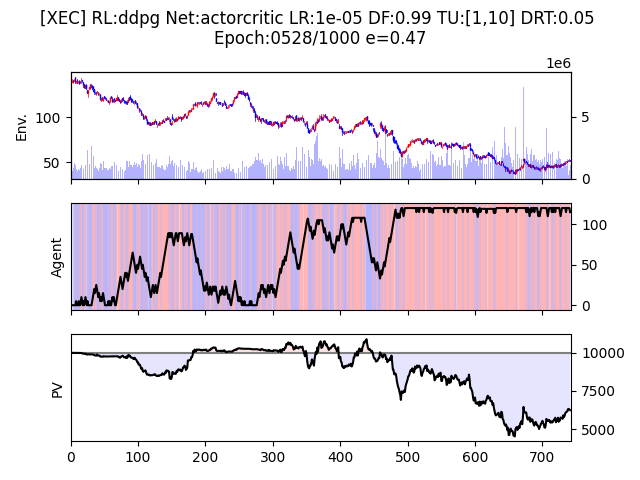 [XEC] RL:ddpg Net:actorcritic LR:1e-05 DF:0.99 TU:[1,10] DRT:0.05
Epoch:0528/1000 e=0.47
1e6
Env.
100
50
5
0
Agent
100
50
0
PV
10000
7500
5000
0 100 200 300 400 500 600 700